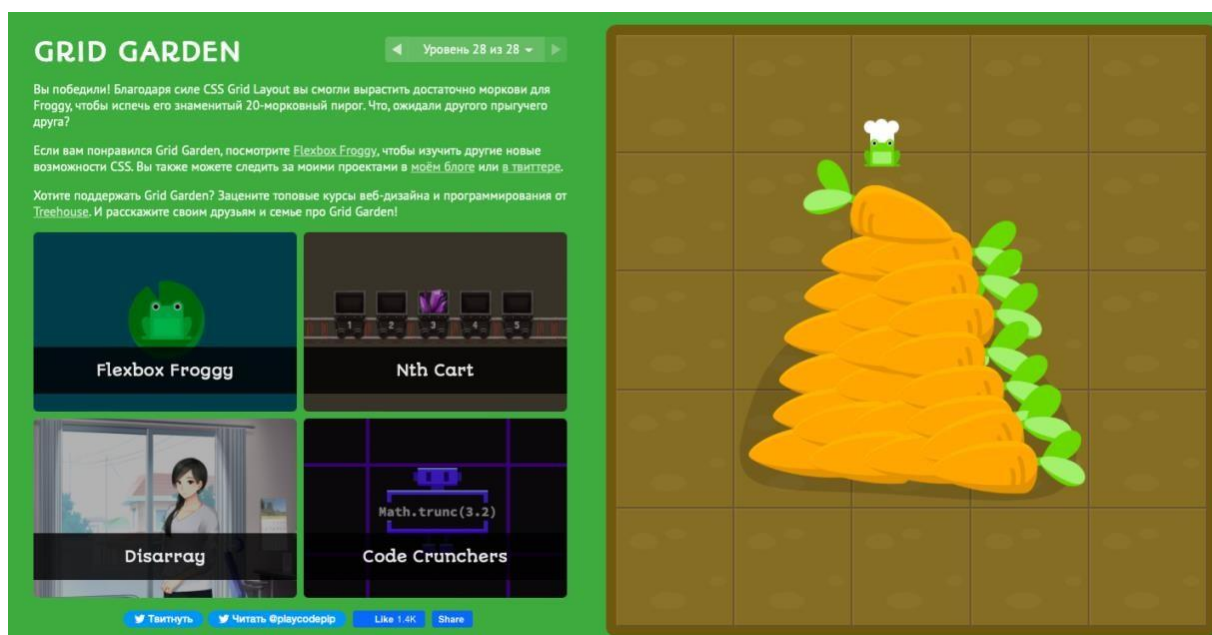 GRID GARDEN
Уровень 28 из 28
Вы победили! Благодаря силе CSS Grid Layout вы смогли вырастить достаточно моркови для
Froggy, чтобы испечь его знаменитый 20-морковный пирог. Что, ожидали другого прыгучего
друга?
Если вам понравился Grid Garden, посмотрите Flexbox Froggy, чтобы изучить другие новые
возможности CSS. Вы также можете следить за моими проектами в моём блоге или в твиттере.
Хотите поддержать Grid Garden? Зацените топовые курсы веб-дизайна и программирования от
Treehouse. И расскажите своим друзьям и семье про Grid Garden!
1 2 3 4 5
Flexbox Froggy
Nth Cart
Math.trunc(3.2)
Disarray
Code Crunchers
Твитнуть
Читать @playcodepip
Like 1.4K
Share